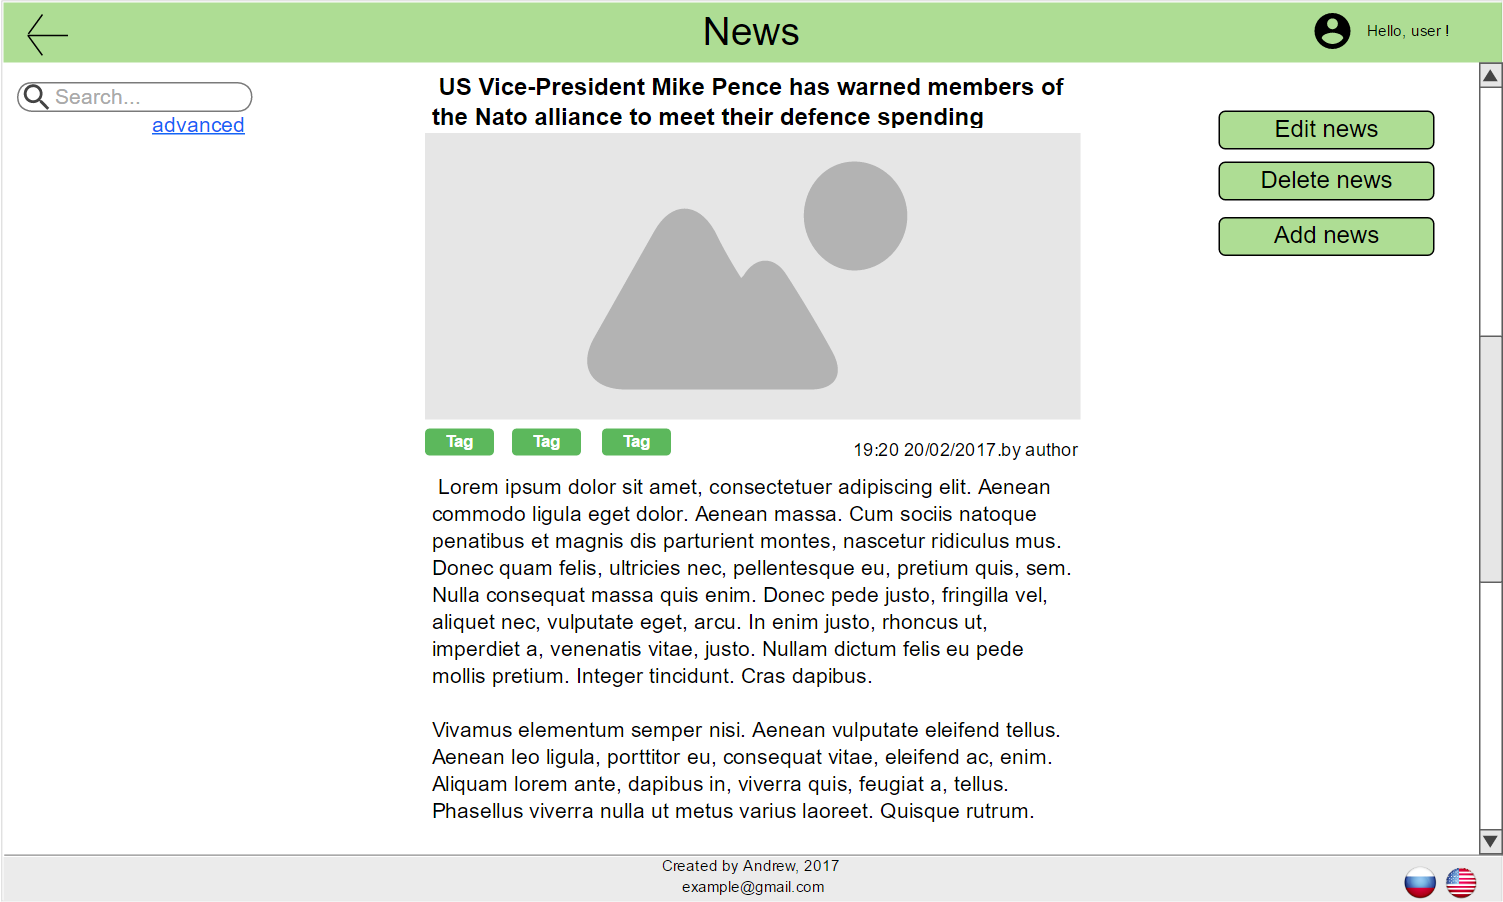 News
Hello, user !
Search...
advanced
US Vice-President Mike Pence has warned members of
the Nato alliance to meet their defence spending
Edit news
Delete news
Add news
Tag Tag Tag
19:20 20/02/2017.by author
Lorem ipsum dolor sit amet, consectetuer adipiscing elit. Aenean
commodo ligula eget dolor. Aenean massa. Cum sociis natoque
penatibus et magnis dis parturient montes, nascetur ridiculus mus.
Donec quam felis, ultricies nec, pellentesque eu, pretium quis, sem.
Nulla consequat massa quis enim. Donec pede justo, fringilla vel,
aliquet nec, vulputate eget, arcu. In enim justo, rhoncus ut,
imperdiet a, venenatis vitae, justo. Nullam dictum felis eu pede
mollis pretium. Integer tincidunt. Cras dapibus.
Vivamus elementum semper nisi. Aenean vulputate eleifend tellus.
Aenean leo ligula, porttitor eu, consequat vitae, eleifend ac, enim.
Aliquam lorem ante, dapibus in, viverra quis, feugiat a, tellus.
Phasellus viverra nulla ut metus varius laoreet. Quisque rutrum.
Created by Andrew, 2017
example@gmail.com